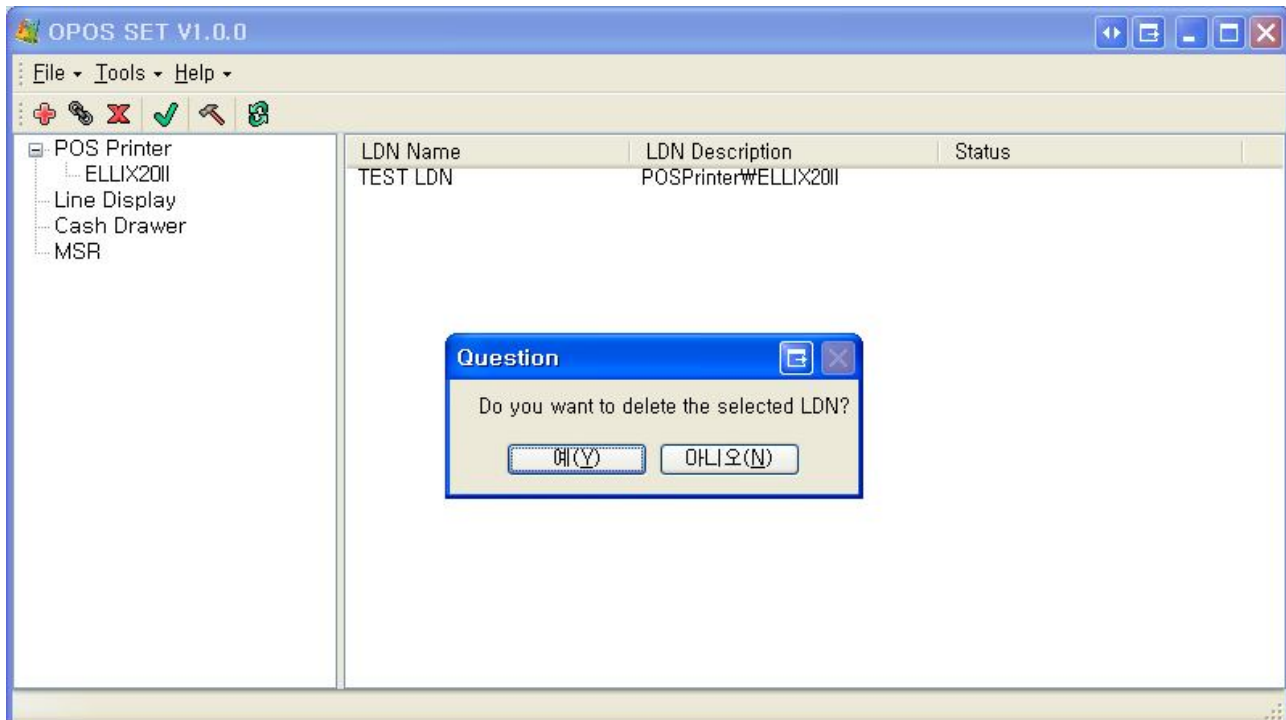 OPOS SET V1.0.0
File Tools Help
POS Printer
ELLIX20II
Line Display
Cash Drawer
MSR
LDN Name LDN Description Status
TEST LDN POSPrinter₩ELLIX20II
Question
Do you want to delete the selected LDN?
예(Y) 아니오(N)